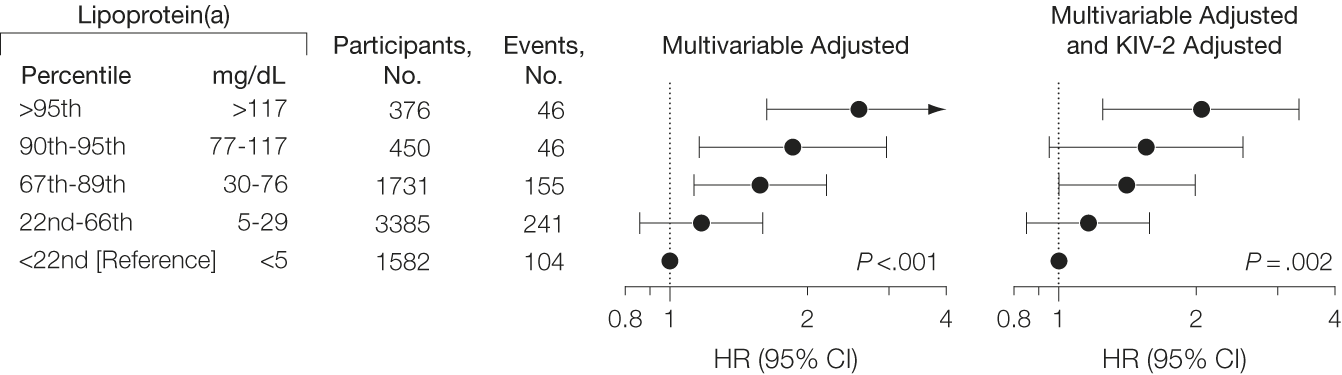 Lipoprotein(a)
Multivariable Adjusted
and KIV-2 Adjusted
Participants, Events, Multivariable Adjusted
Percentile mg/dL No. No.
>95th >117 376 46
90th-95th 77-117 450 46
67th-89th 30-76 1731 155
22nd-66th 5-29 3385 241
<22nd [Reference] <5 1582 104 P<.001 P=.002
0.8 1 2 4 0.8 1 2 4
HR (95% CI) HR (95% CI)